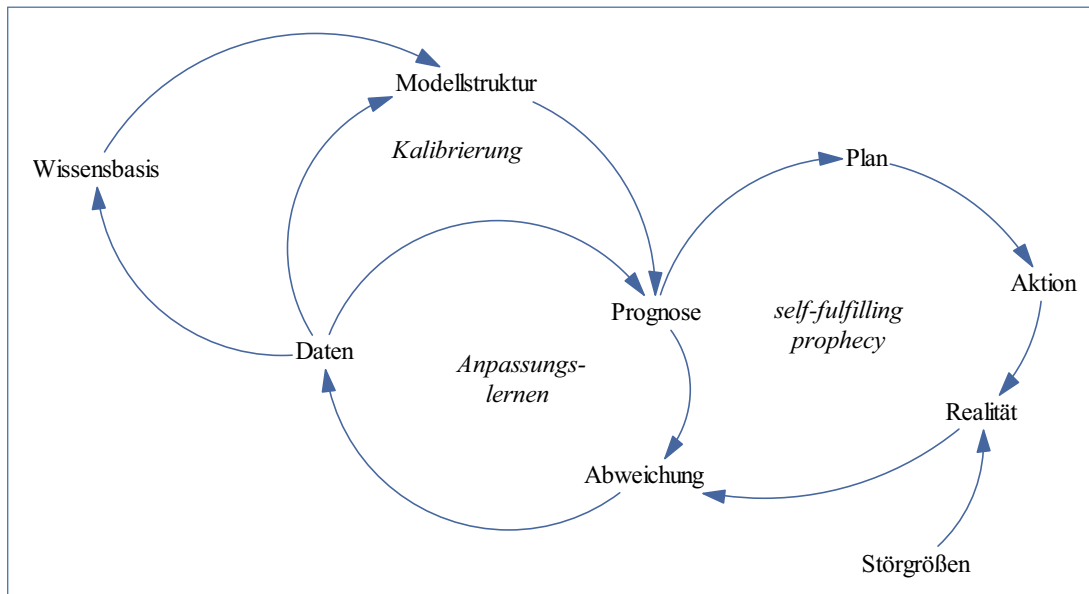 Modellstruktur
Kalibrierung
Wissensbasis
Plan
Aktion
Prognose
self-fulfilling
prophecy
Daten
Anpassungs-
lernen
Realität
Abweichung
Störgrößen